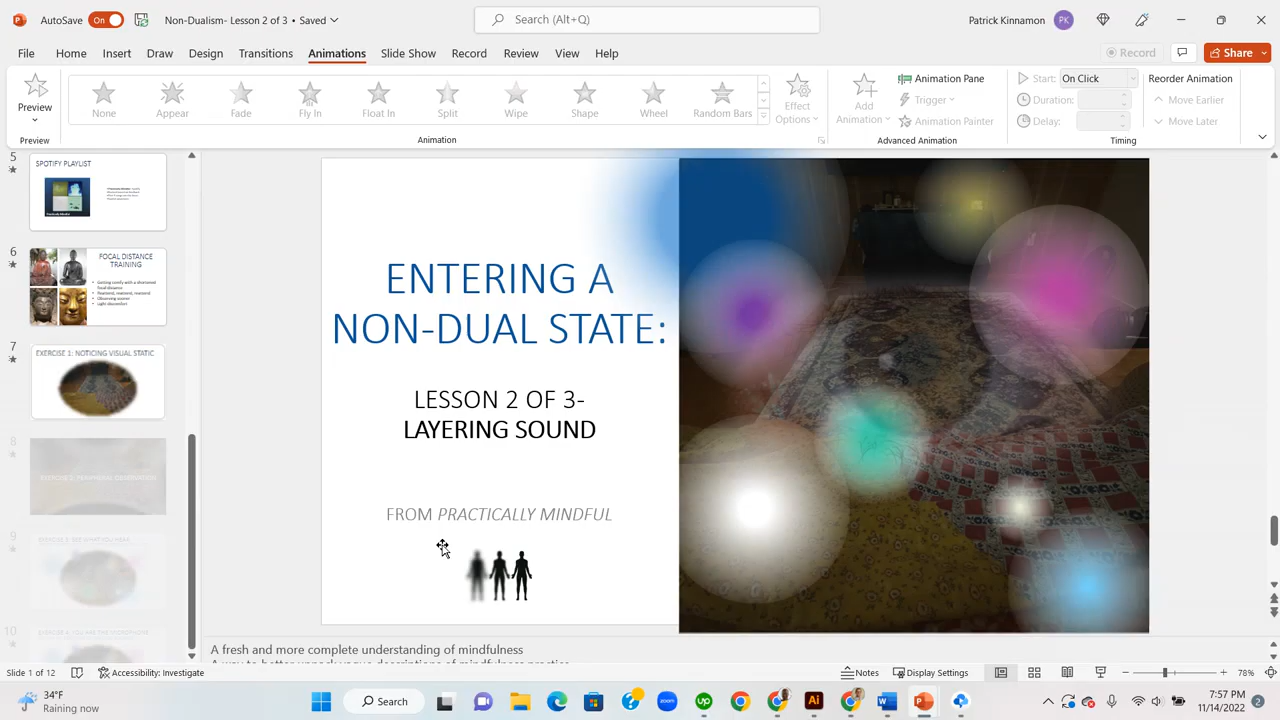 AutoSave On Non-Dualism- Lesson 2 of 3 • Saved Search (Alt+Q) Patrick Kinnamon PK
File Home Insert Draw Design Transitions Animations Slide Show Record Review View Help Record Share
Preview None Appear Fade Fly In Float In Split Wipe Shape Wheel Random Bars Effect Options Add Animation Animation Pane Trigger Animation Painter Start: On Click Duration: Delay: Reorder Animation Move Earlier Move Later
Preview Animation Advanced Animation Timing
5
SPOTIFY PLAYLIST
6
FOCAL DISTANCE
TRAINING
7
EXERCISE 1: NOTICING VISUAL STATIC
8
9
10
ENTERING A
NON-DUAL STATE:
LESSON 2 OF 3-
LAYERING SOUND
FROM PRACTICALLY MINDFUL
A fresh and more complete understanding of mindfulness
Slide 1 of 12 Accessibility: Investigate Notes Display Settings 78%
34°F
Raining now
Search
7:57 PM
11/14/2022
2